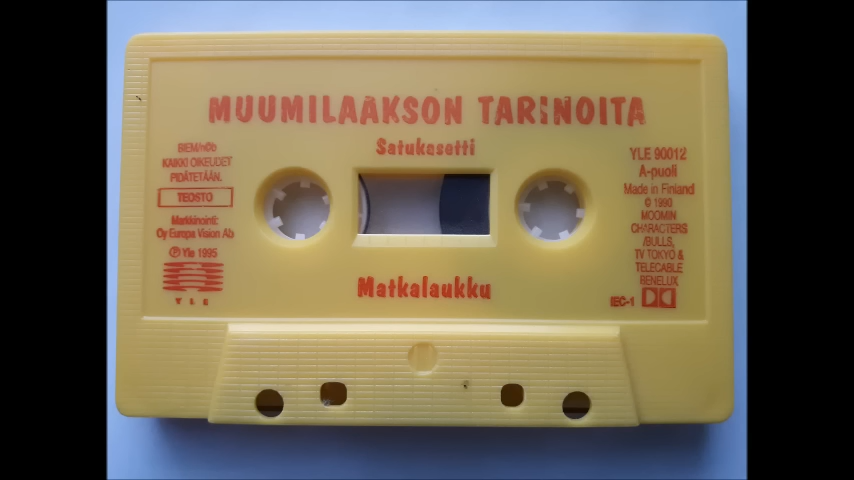 MUUMILAAKSON TARINOITA
Satukasetti
BIEM/ncb
KAIKKI OIKEUDET
PIDÄTETÄÄN.
TEOSTO
Markkinointi:
Oy Europa Vision Ab
Ⓟ Yle 1995
YLE
YLE 90012
A-puoli
Made in Finland
© 1990
MOOMIN
CHARACTERS
/BULLS,
TV TOKYO &
TELECABLE
BENELUX
IEC-1
Matkalaukku